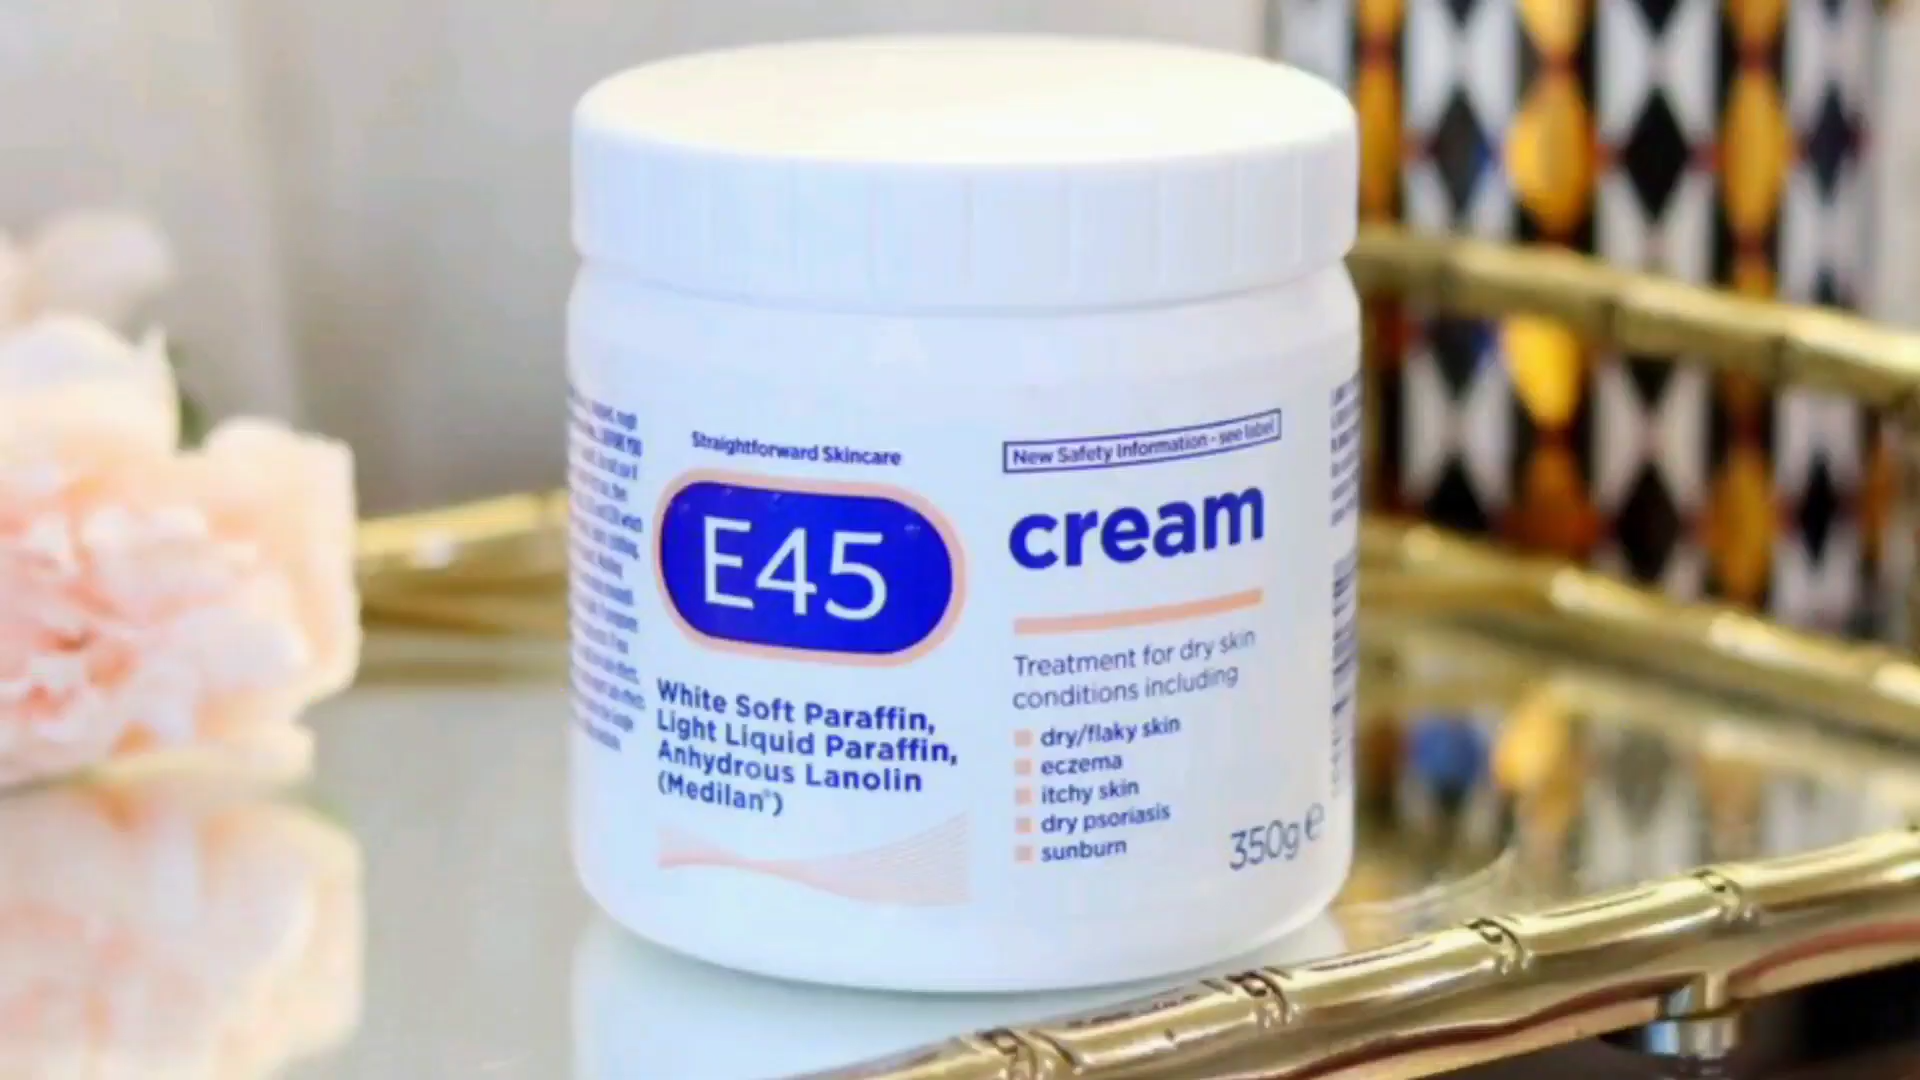 Straightforward Skincare
E45
White Soft Paraffin,
Light Liquid Paraffin,
Anhydrous Lanolin
(Medilan®)
New Safety Information - see label
cream
Treatment for dry skin
conditions including
dry/flaky skin
eczema
itchy skin
dry psoriasis
sunburn
350g ℮